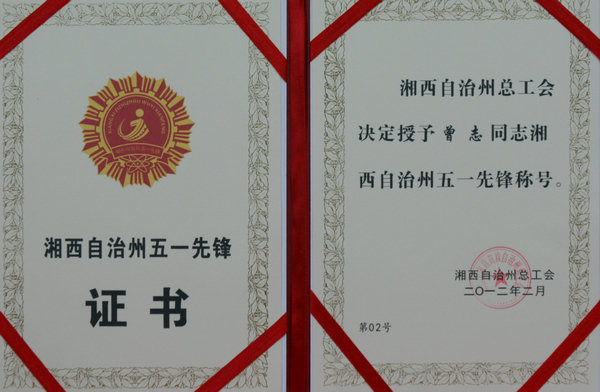 湘西自治州五一先锋
证书
湘西自治州总工会
决定授予曾志同志湘
西自治州五一先锋称号。
湘西自治州总工会
二〇一二年二月
第02号